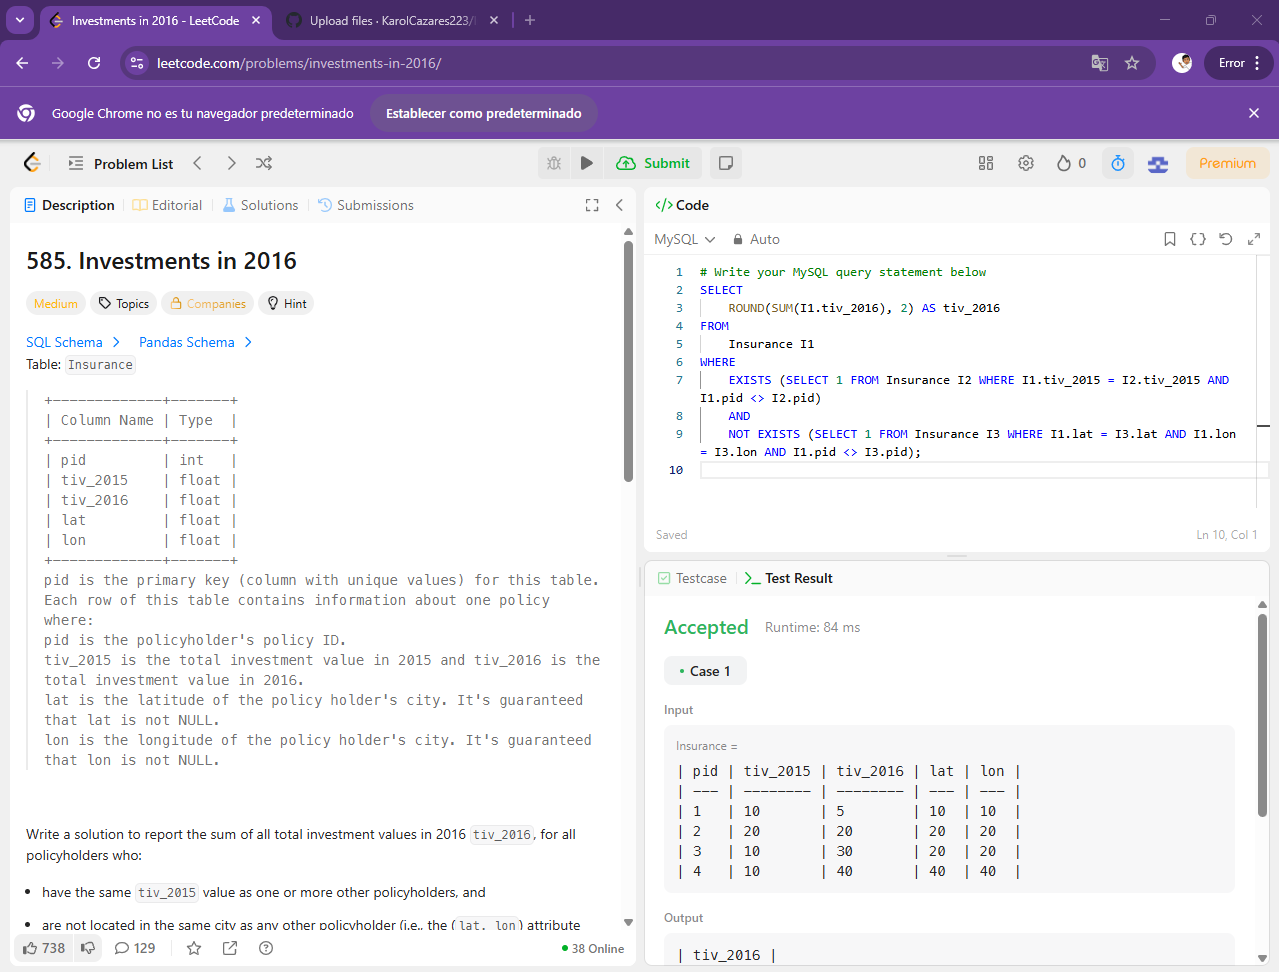 Investments in 2016 - LeetCode
Upload files · KarolCazares223/
leetcode.com/problems/investments-in-2016/
Error
Google Chrome no es tu navegador predeterminado
Establecer como predeterminado
Problem List
Submit
0
Premium
Description
Editorial
Solutions
Submissions
585. Investments in 2016
Medium
Topics
Companies
Hint
SQL Schema
Pandas Schema
Table: Insurance
+-------------+-------+
| Column Name | Type  |
+-------------+-------+
| pid         | int   |
| tiv_2015    | float |
| tiv_2016    | float |
| lat         | float |
| lon         | float |
+-------------+-------+
pid is the primary key (column with unique values) for this table.
Each row of this table contains information about one policy
where:
pid is the policyholder's policy ID.
tiv_2015 is the total investment value in 2015 and tiv_2016 is the
total investment value in 2016.
lat is the latitude of the policy holder's city. It's guaranteed
that lat is not NULL.
lon is the longitude of the policy holder's city. It's guaranteed
that lon is not NULL.
Write a solution to report the sum of all total investment values in 2016 tiv_2016, for all
policyholders who:
• have the same tiv_2015 value as one or more other policyholders, and
• are not located in the same city as any other policyholder (i.e., the (lat, lon) attribute
738
129
38 Online
Code
MySQL
Auto
1 # Write your MySQL query statement below
2 SELECT
3     ROUND(SUM(I1.tiv_2016), 2) AS tiv_2016
4 FROM
5     Insurance I1
6 WHERE
7     EXISTS (SELECT 1 FROM Insurance I2 WHERE I1.tiv_2015 = I2.tiv_2015 AND
I1.pid <> I2.pid)
8     AND
9     NOT EXISTS (SELECT 1 FROM Insurance I3 WHERE I1.lat = I3.lat AND I1.lon
= I3.lon AND I1.pid <> I3.pid);
10
Saved
Ln 10, Col 1
Testcase
Test Result
Accepted
Runtime: 84 ms
• Case 1
Input
Insurance =
| pid | tiv_2015 | tiv_2016 | lat | lon |
| --- | -------- | -------- | --- | --- |
| 1   | 10       | 5        | 10  | 10  |
| 2   | 20       | 20       | 20  | 20  |
| 3   | 10       | 30       | 20  | 20  |
| 4   | 10       | 40       | 40  | 40  |
Output
| tiv_2016 |